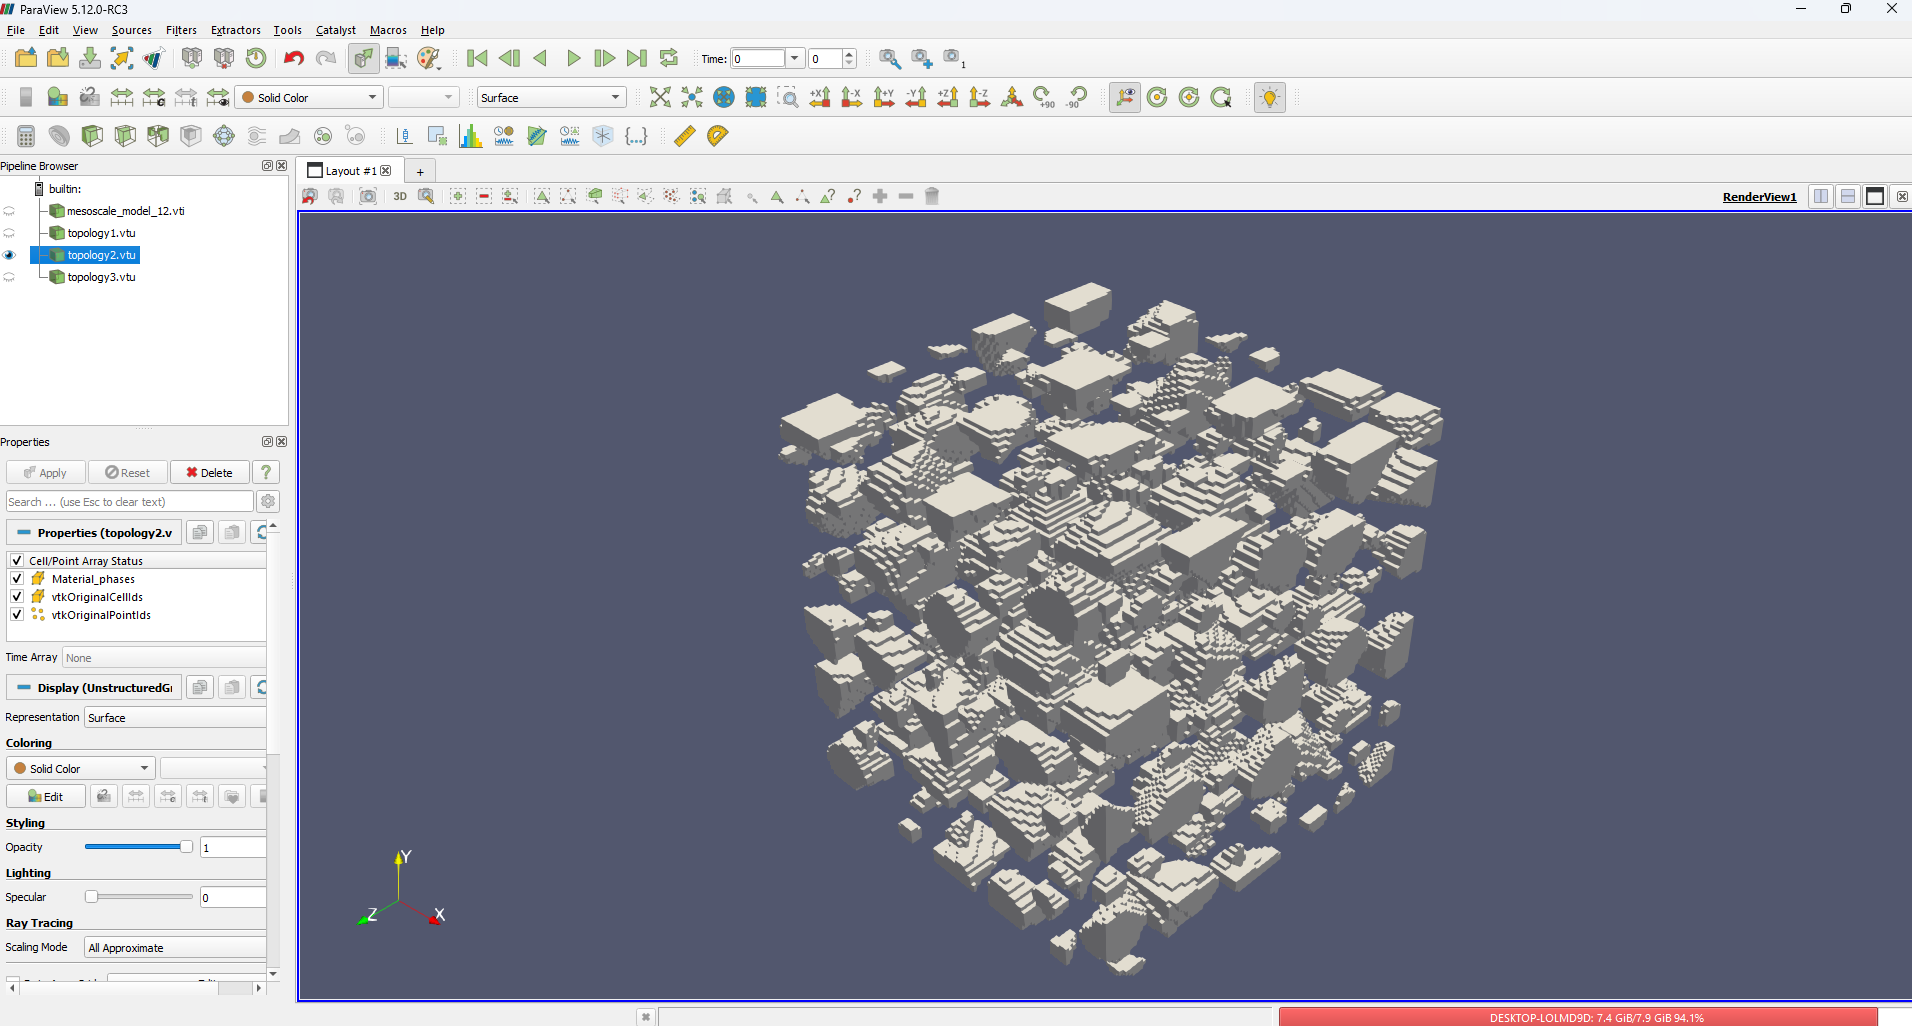 ParaView 5.12.0-RC3
File Edit View Sources Filters Extractors Tools Catalyst Macros Help
Time: 0 0 1
Solid Color Surface +X -X +Y -Y +Z -Z +90 -90
Pipeline Browser
Layout #1 +
builtin:
3D
RenderView1
mesoscale_model_12.vti
topology1.vtu
topology2.vtu
topology3.vtu
Properties
Apply Reset Delete ?
Search ... (use Esc to clear text)
Properties (topology2.v
Cell/Point Array Status
Material_phases
vtkOriginalCellIds
vtkOriginalPointIds
Time Array None
Display (UnstructuredGr
Representation Surface
Coloring
Solid Color
Edit
Styling
Opacity 1
Lighting
Specular 0
Ray Tracing
Scaling Mode All Approximate
Y
Z
X
DESKTOP-LOLMD9D: 7.4 GiB/7.9 GiB 94.1%